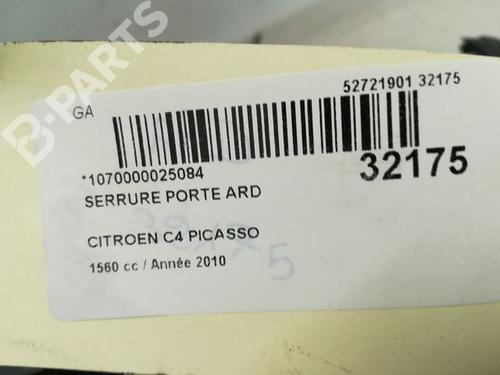 B-PARTS
52721901 32175
GA
*1070000025084
32175
SERRURE PORTE ARD
CITROEN C4 PICASSO
1560 cc / Année 2010